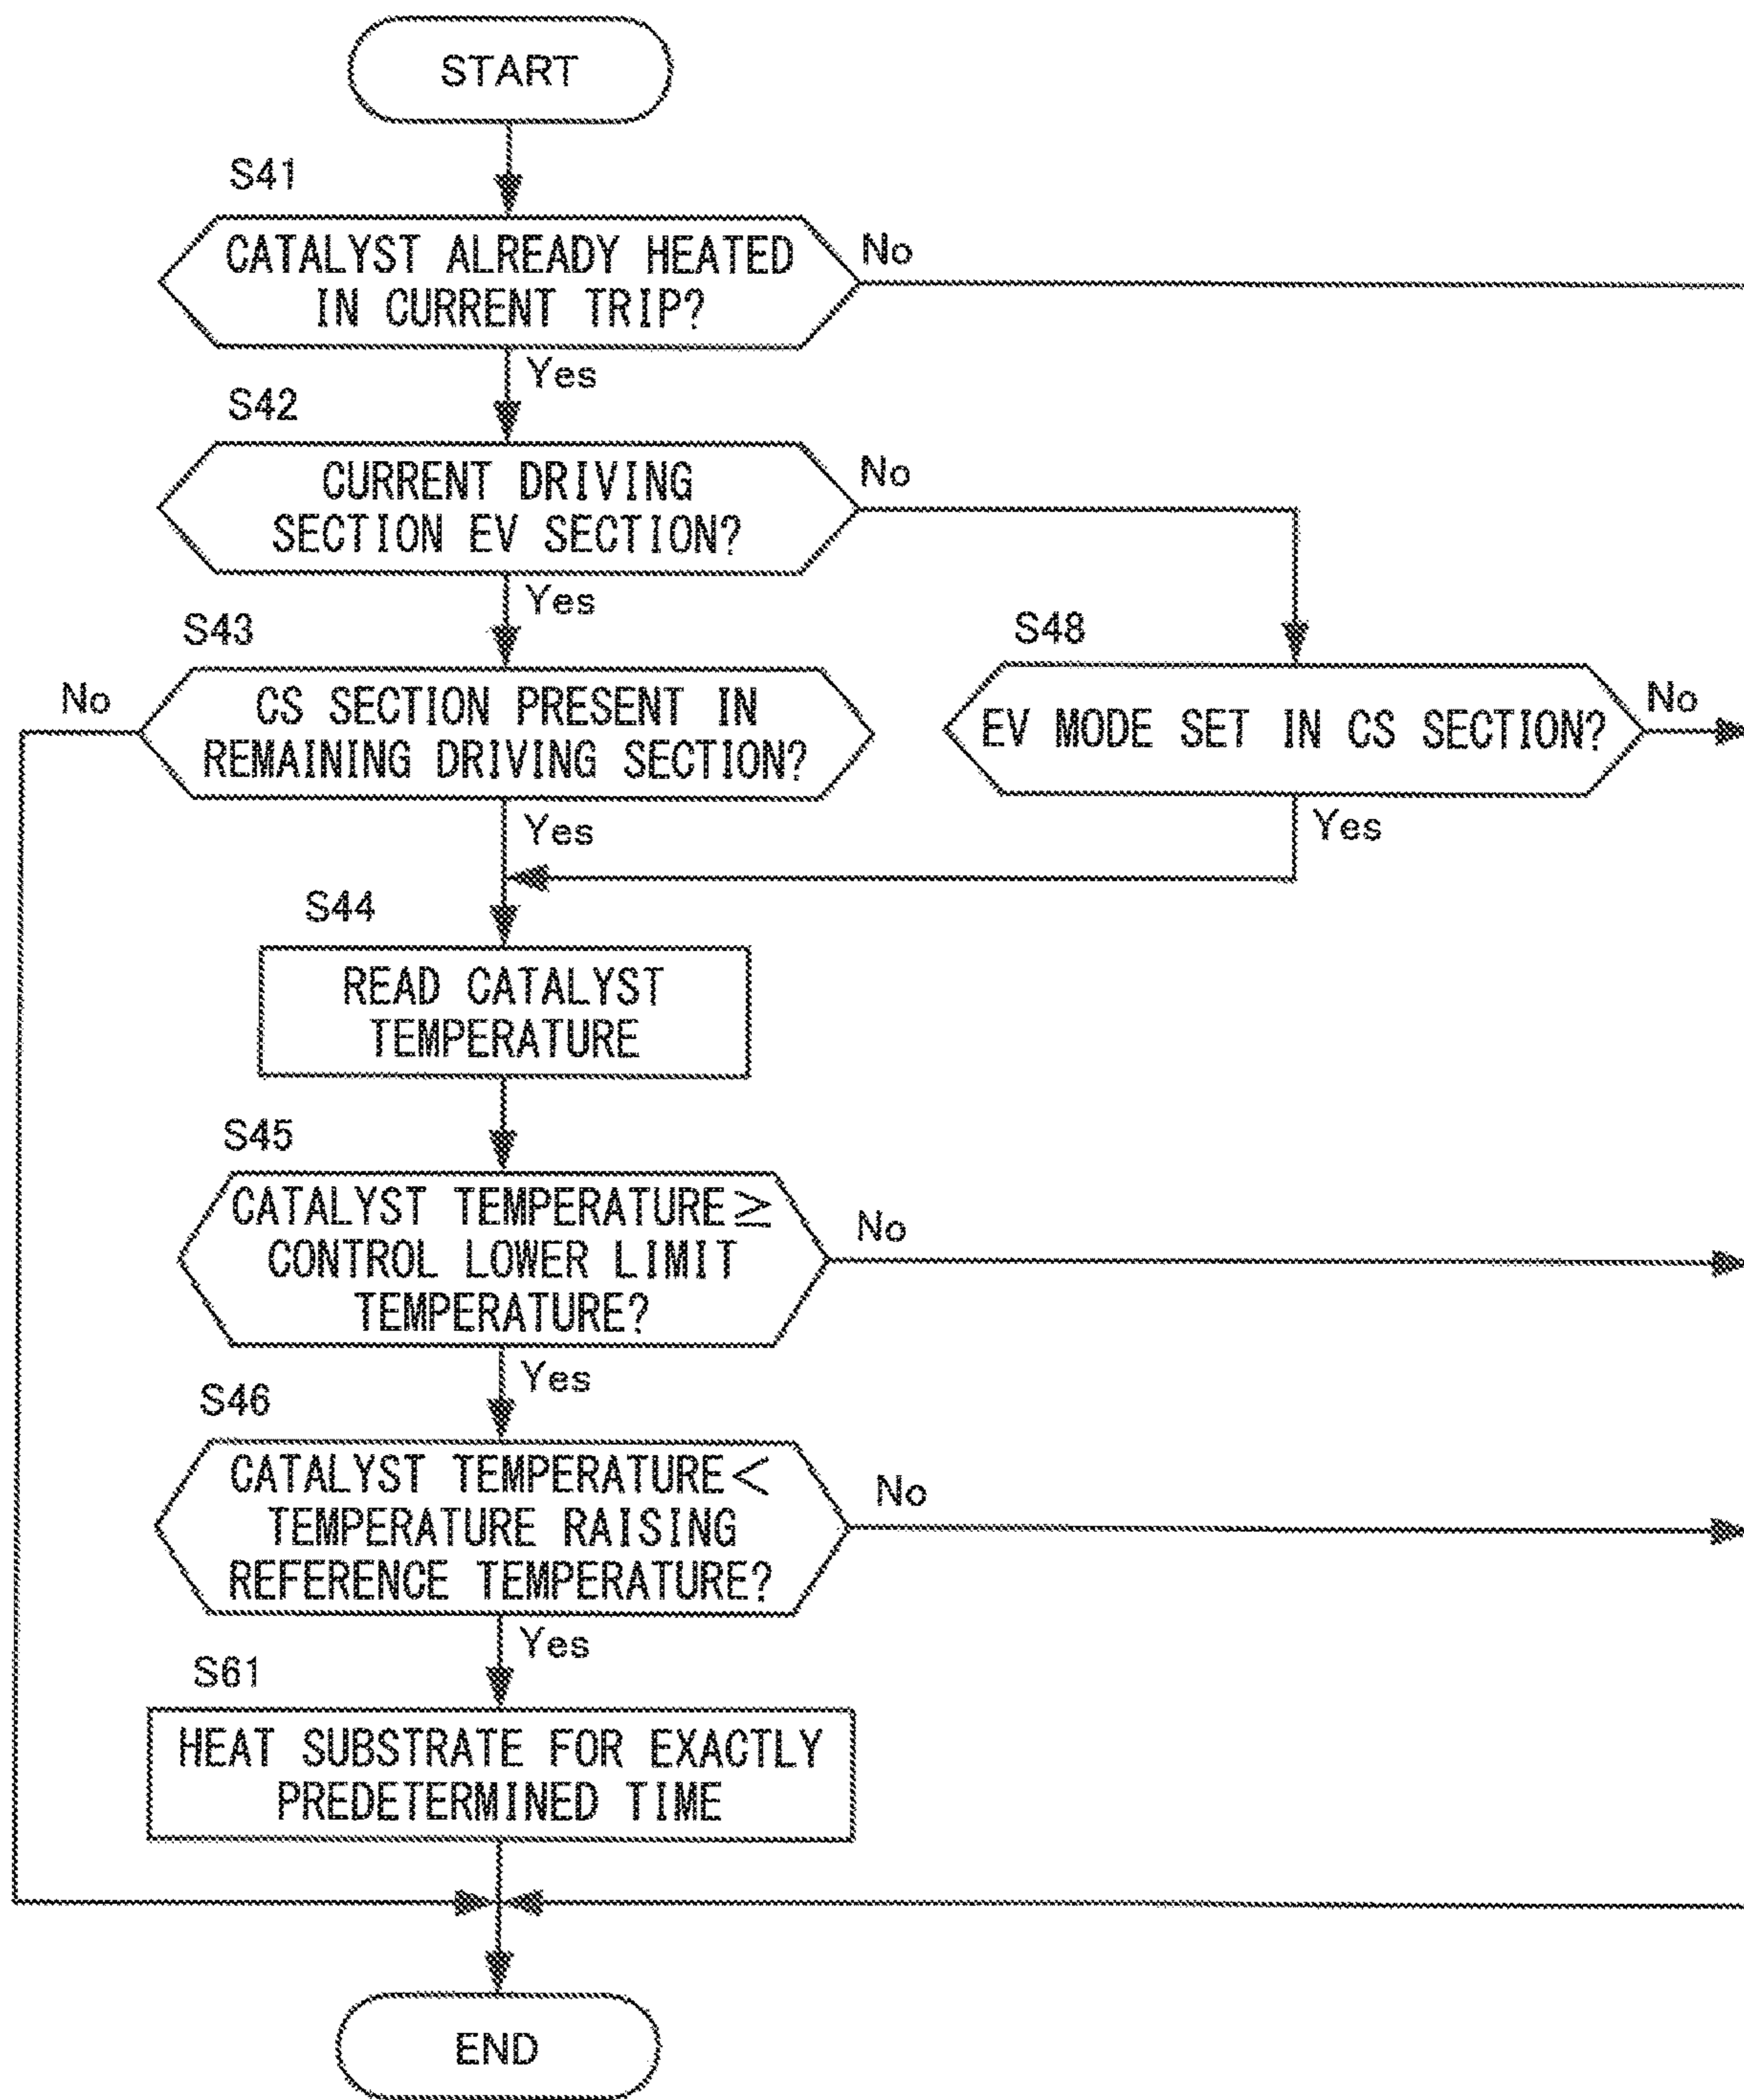 START
S41
CATALYST ALREADY HEATED
IN CURRENT TRIP?
No
Yes
S42
CURRENT DRIVING
SECTION EV SECTION?
No
Yes
S43
CS SECTION PRESENT IN
REMAINING DRIVING SECTION?
No
Yes
S48
EV MODE SET IN CS SECTION?
No
Yes
S44
READ CATALYST
TEMPERATURE
S45
CATALYST TEMPERATURE≧
CONTROL LOWER LIMIT
TEMPERATURE?
No
Yes
S46
CATALYST TEMPERATURE<
TEMPERATURE RAISING
REFERENCE TEMPERATURE?
No
Yes
S61
HEAT SUBSTRATE FOR EXACTLY
PREDETERMINED TIME
END